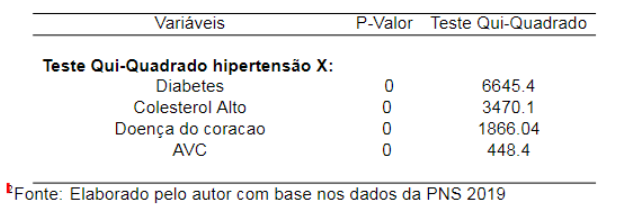 Variáveis P-Valor Teste Qui-Quadrado
Teste Qui-Quadrado hipertensão X:
Diabetes 0 6645.4
Colesterol Alto 0 3470.1
Doença do coracao 0 1866.04
AVC 0 448.4
2Fonte: Elaborado pelo autor com base nos dados da PNS 2019